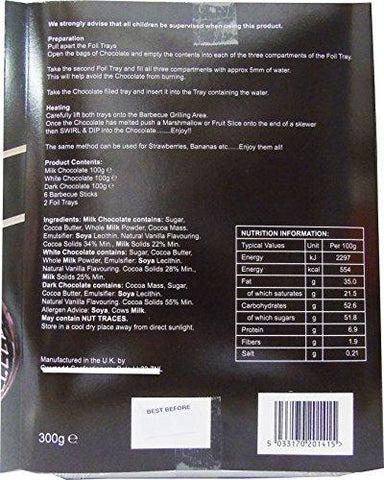 We strongly advise that all children be supervised when using this product.
Preparation
Pull apart the Foil Trays
Open the bags of Chocolate and empty the contents into each of the three compartments of the Foil Tray.
Take the second Foil Tray and fill all three compartments with approx 5mm of water.
This will help avoid the Chocolate from burning.
Take the Chocolate filled tray and insert it into the Tray containing the water.
Heating
Carefully lift both trays onto the Barbecue Grilling Area.
Once the Chocolate has melted push a Marshmallow or Fruit Slice onto the end of a skewer
then SWIRL & DIP into the Chocolate.......Enjoy!!
The same method can be used for Strawberries, Bananas etc.....Enjoy them all!
Product Contents:
Milk Chocolate 100g ℮
White Chocolate 100g ℮
Dark Chocolate 100g ℮
6 Barbecue Sticks
2 Foil Trays
Ingredients: Milk Chocolate contains: Sugar,
Cocoa Butter, Whole Milk Powder, Cocoa Mass,
Emulsifier: Soya Lecithin, Natural Vanilla Flavouring.
Cocoa Solids 34% Min., Milk Solids 22% Min.
White Chocolate contains: Sugar, Cocoa Butter,
Whole Milk Powder, Emulsifier: Soya Lecithin.
Natural Vanilla Flavouring. Cocoa Solids 28% Min.,
Milk Solids 25% Min.
Dark Chocolate contains: Cocoa Mass, Sugar,
Cocoa Butter, Emulsifier: Soya Lecithin.
Natural Vanilla Flavouring. Cocoa Solids 55% Min.
Allergen Advice: Soya, Cows Milk.
May contain NUT TRACES.
Store in a cool dry place away from direct sunlight.
NUTRITION INFORMATION:
Typical Values Unit Per 100g
Energy kJ 2297
Energy kcal 554
Fat g 35.0
of which saturates g 21.5
Carbohydrates g 52.6
of which sugars g 51.8
Protein g 6.9
Fibers g 1.9
Salt g 0.21
Manufactured in the U.K. by
BEST BEFORE
300g ℮
5 033170 201415 >